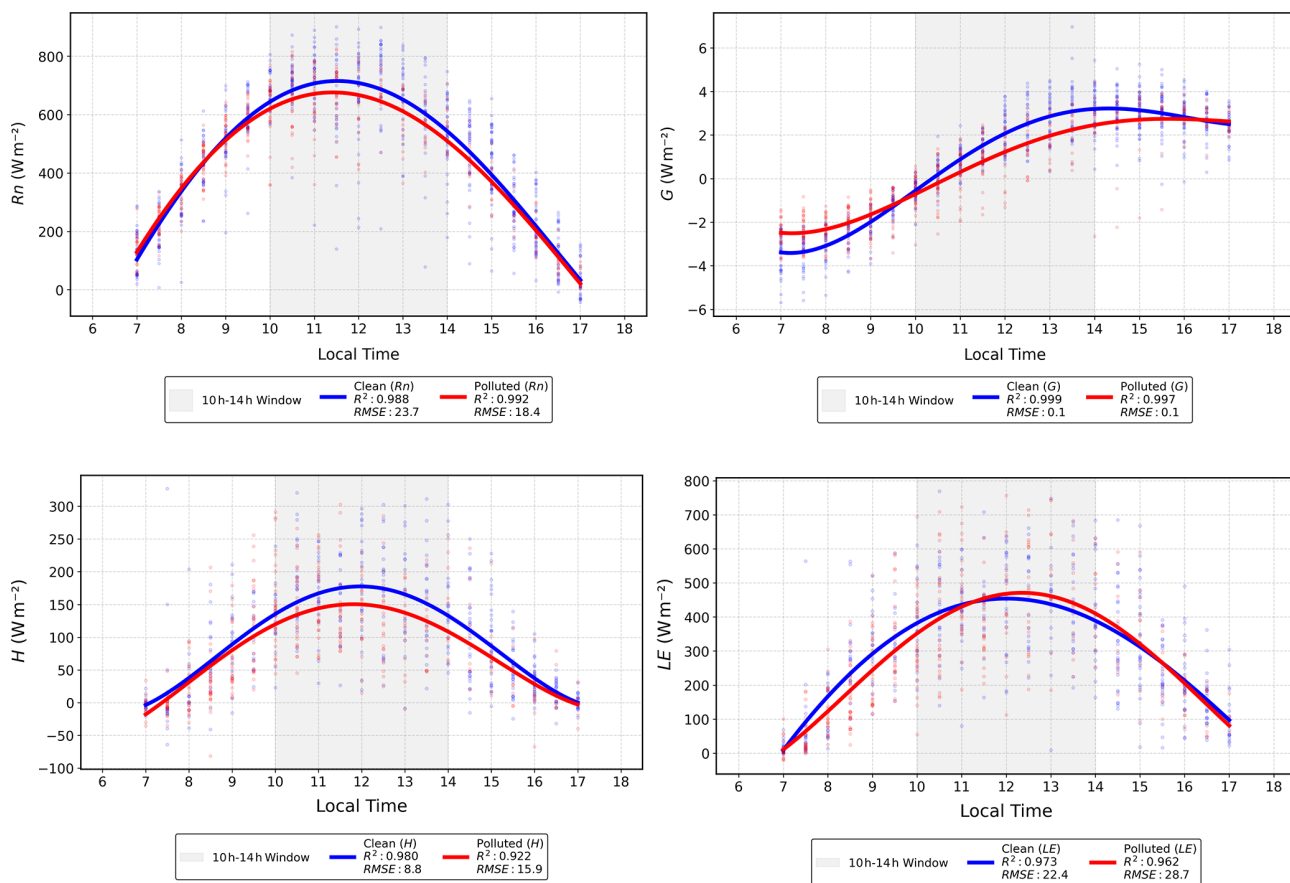 800
600
400
200
0
Rn (W m⁻²)
6 7 8 9 10 11 12 13 14 15 16 17 18
Local Time
10h-14h Window
Clean (Rn)
R² : 0.988
RMSE : 23.7
Polluted (Rn)
R² : 0.992
RMSE : 18.4
6
4
2
0
−2
−4
−6
G (W m⁻²)
6 7 8 9 10 11 12 13 14 15 16 17 18
Local Time
10h-14h Window
Clean (G)
R² : 0.999
RMSE : 0.1
Polluted (G)
R² : 0.997
RMSE : 0.1
300
250
200
150
100
50
0
−50
−100
H (W m⁻²)
6 7 8 9 10 11 12 13 14 15 16 17 18
Local Time
10h-14h Window
Clean (H)
R² : 0.980
RMSE : 8.8
Polluted (H)
R² : 0.922
RMSE : 15.9
800
700
600
500
400
300
200
100
0
LE (W m⁻²)
6 7 8 9 10 11 12 13 14 15 16 17 18
Local Time
10h-14h Window
Clean (LE)
R² : 0.973
RMSE : 22.4
Polluted (LE)
R² : 0.962
RMSE : 28.7